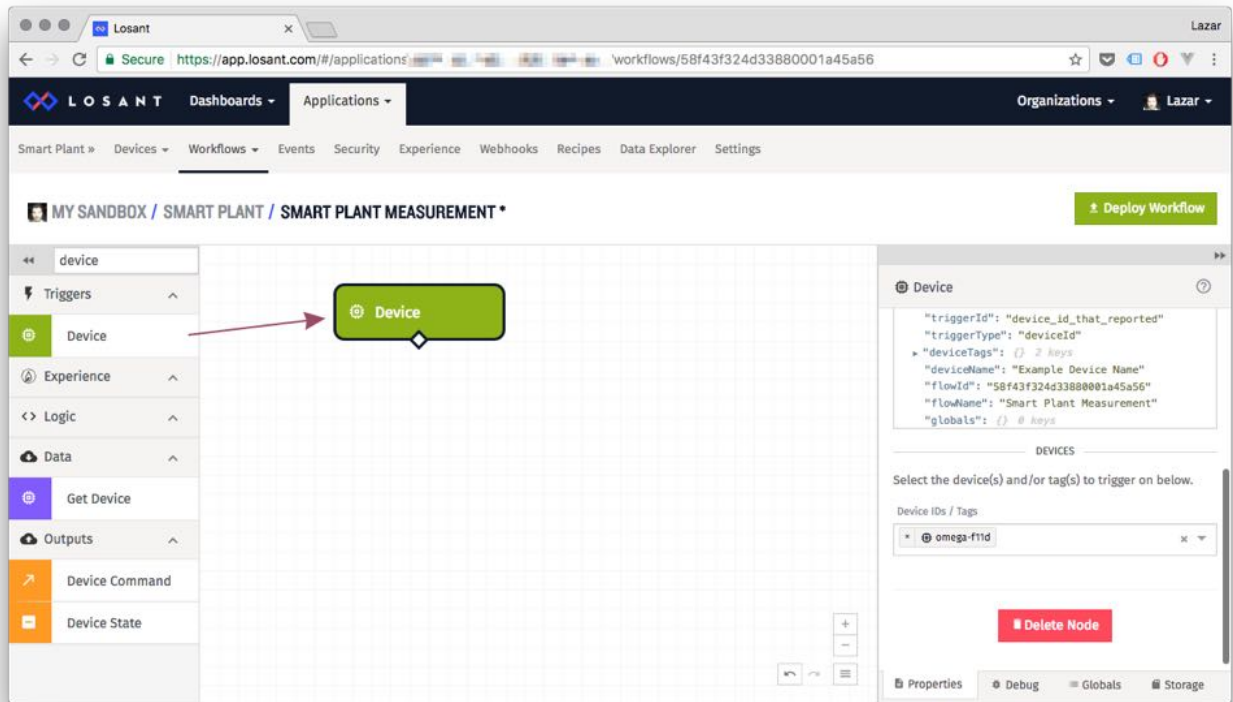 Losant
Lazar
Secure https://app.losant.com/#/applications
/workflows/58f43f324d33880001a45a56
LOSANT Dashboards Applications Organizations Lazar
Smart Plant » Devices Workflows Events Security Experience Webhooks Recipes Data Explorer Settings
MY SANDBOX / SMART PLANT / SMART PLANT MEASUREMENT *
Deploy Workflow
device
Triggers
Device
Experience
Logic
Data
Get Device
Outputs
Device Command
Device State
Device
Device
"triggerId": "device_id_that_reported"
"triggerType": "deviceId"
"deviceTags": {} 2 keys
"deviceName": "Example Device Name"
"flowId": "58f43f324d33880001a45a56"
"flowName": "Smart Plant Measurement"
"globals": {} 0 keys
DEVICES
Select the device(s) and/or tag(s) to trigger on below.
Device IDs / Tags
× omega-f11d
Delete Node
Properties Debug Globals Storage